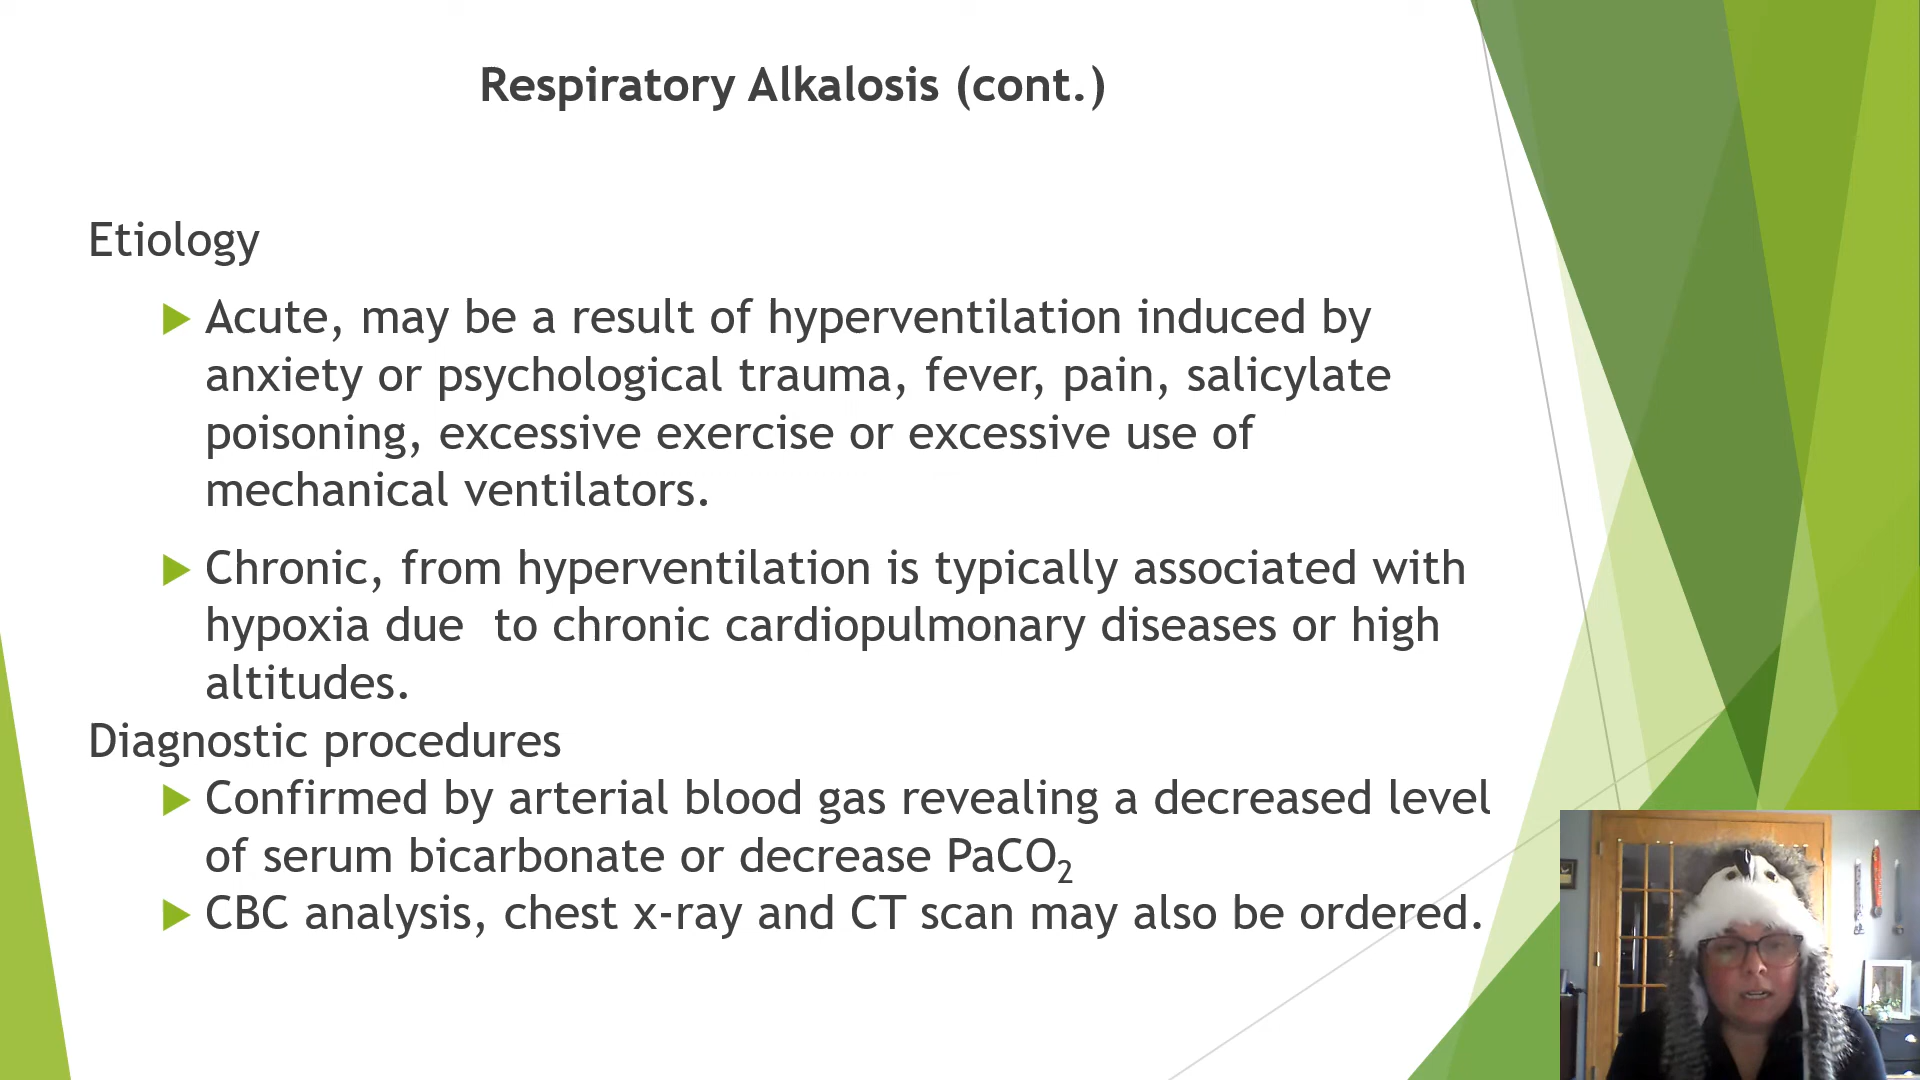 Respiratory Alkalosis (cont.)
Etiology
Acute, may be a result of hyperventilation induced by
anxiety or psychological trauma, fever, pain, salicylate
poisoning, excessive exercise or excessive use of
mechanical ventilators.
Chronic, from hyperventilation is typically associated with
hypoxia due  to chronic cardiopulmonary diseases or high
altitudes.
Diagnostic procedures
Confirmed by arterial blood gas revealing a decreased level
of serum bicarbonate or decrease PaCO₂
CBC analysis, chest x-ray and CT scan may also be ordered.